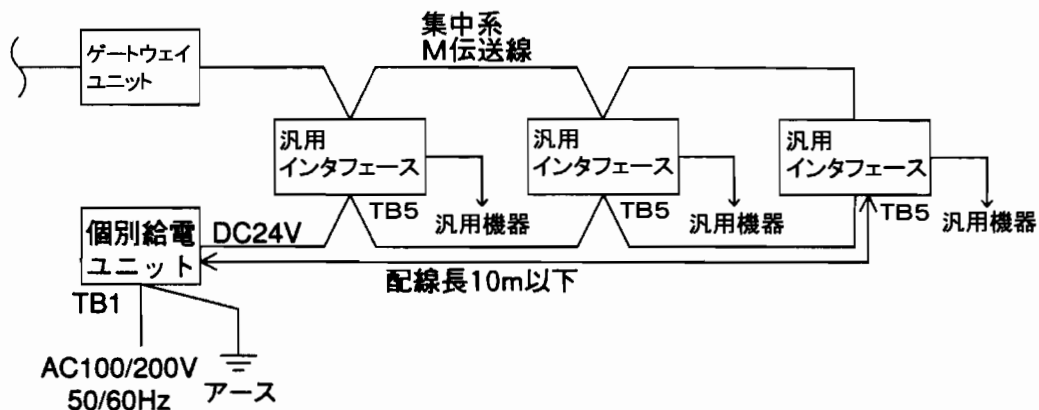 集中系
M伝送線
ゲートウェイ
ユニット
汎用
インタフェース
汎用
インタフェース
汎用
インタフェース
TB5
汎用機器
TB5
汎用機器
TB5
汎用機器
個別給電
ユニット
DC24V
配線長10m以下
TB1
AC100/200V
50/60Hz
アース